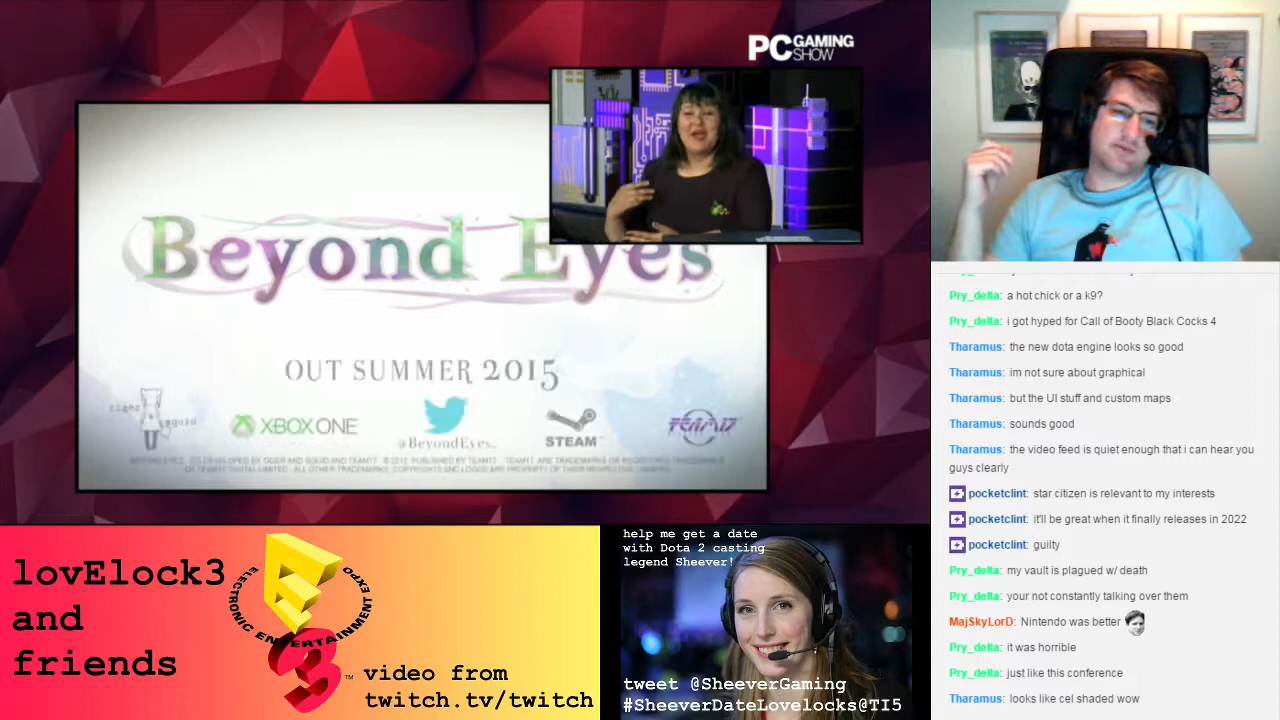 PC GAMING
SHOW
Beyond Eyes
OUT SUMMER 2015
XBOX ONE
@BeyondEyes
STEAM
TEAM17
lovElock3
and
friends
ELECTRONIC ENTERTAINMENT EXPO
E3
video from
twitch.tv/twitch
help me get a date
with Dota 2 casting
legend Sheever!
tweet @SheeverGaming
#SheeverDateLovelocks@TI5
Pry_delta: a hot chick or a k9?
Pry_delta: i got hyped for Call of Booty Black Cocks 4
Tharamus: the new dota engine looks so good
Tharamus: im not sure about graphical
Tharamus: but the UI stuff and custom maps
Tharamus: sounds good
Tharamus: the video feed is quiet enough that i can hear you
guys clearly
pocketclint: star citizen is relevant to my interests
pocketclint: it'll be great when it finally releases in 2022
pocketclint: guilty
Pry_delta: my vault is plagued w/ death
Pry_delta: your not constantly talking over them
MajSkyLorD: Nintendo was better
Pry_delta: it was horrible
Pry_delta: just like this conference
Tharamus: looks like cel shaded wow